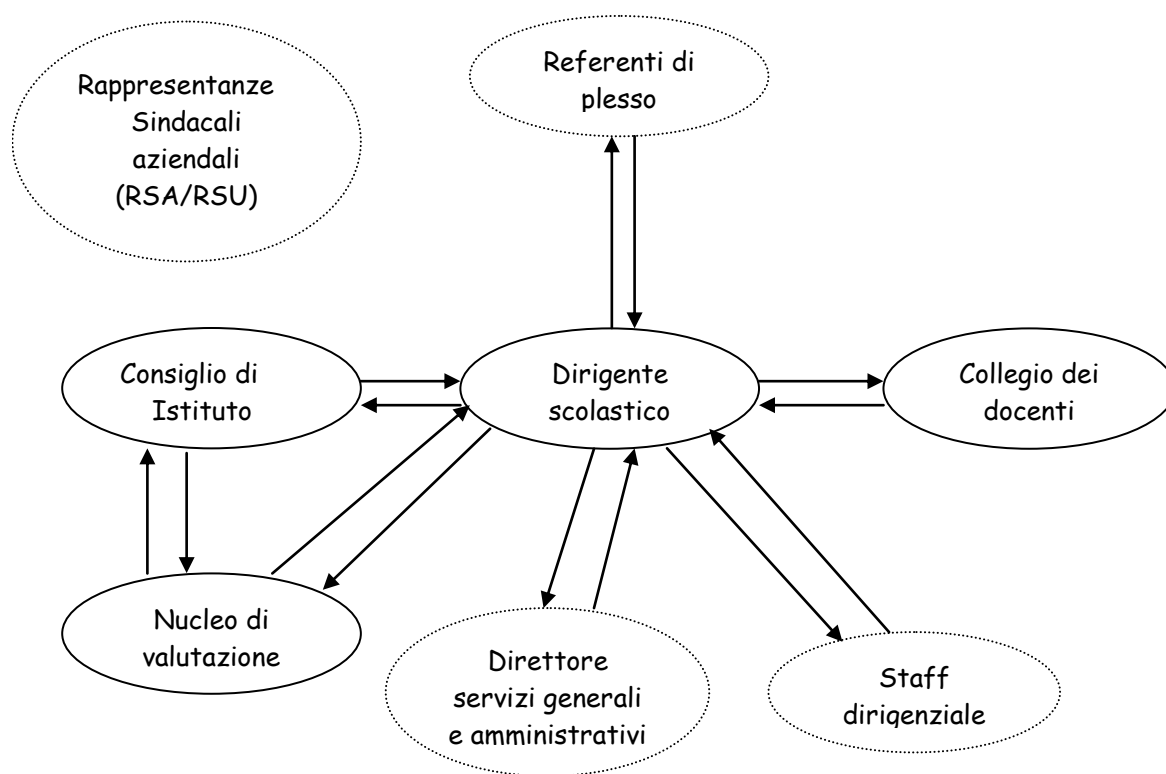 Rappresentanze
Sindacali
aziendali
(RSA/RSU)
Referenti di
plesso
Consiglio di
Istituto
Dirigente
scolastico
Collegio dei
docenti
Nucleo di
valutazione
Direttore
servizi generali
e amministrativi
Staff
dirigenziale